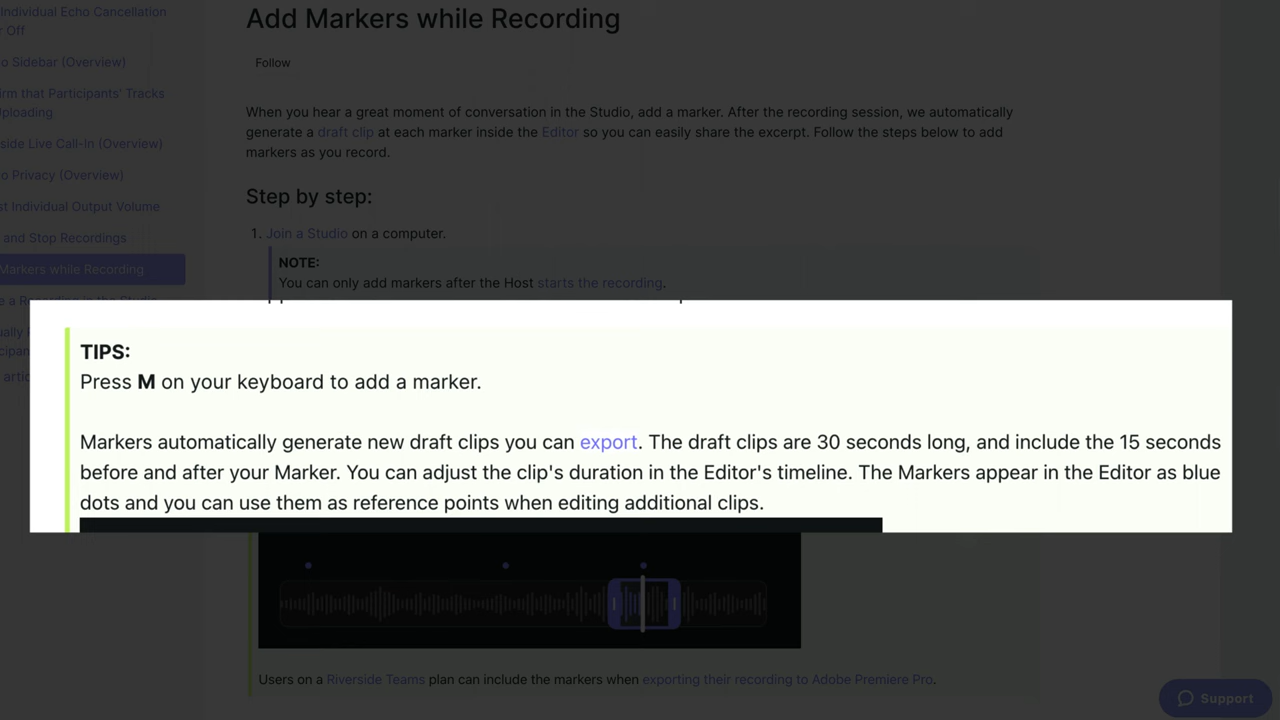 Individual Echo Cancellation
Off
Sidebar (Overview)
that Participants' Tracks
Uploading
side Live Call-In (Overview)
Privacy (Overview)
Individual Output Volume
and Stop Recordings
Markers while Recording
a Recording in the Studio
Add Markers while Recording
Follow
When you hear a great moment of conversation in the Studio, add a marker. After the recording session, we automatically
generate a draft clip at each marker inside the Editor so you can easily share the excerpt. Follow the steps below to add
markers as you record.
Step by step:
1. Join a Studio on a computer.
NOTE:
You can only add markers after the Host starts the recording.
TIPS:
Press M on your keyboard to add a marker.
Markers automatically generate new draft clips you can export. The draft clips are 30 seconds long, and include the 15 seconds
before and after your Marker. You can adjust the clip's duration in the Editor's timeline. The Markers appear in the Editor as blue
dots and you can use them as reference points when editing additional clips.
Users on a Riverside Teams plan can include the markers when exporting their recording to Adobe Premiere Pro.
Support